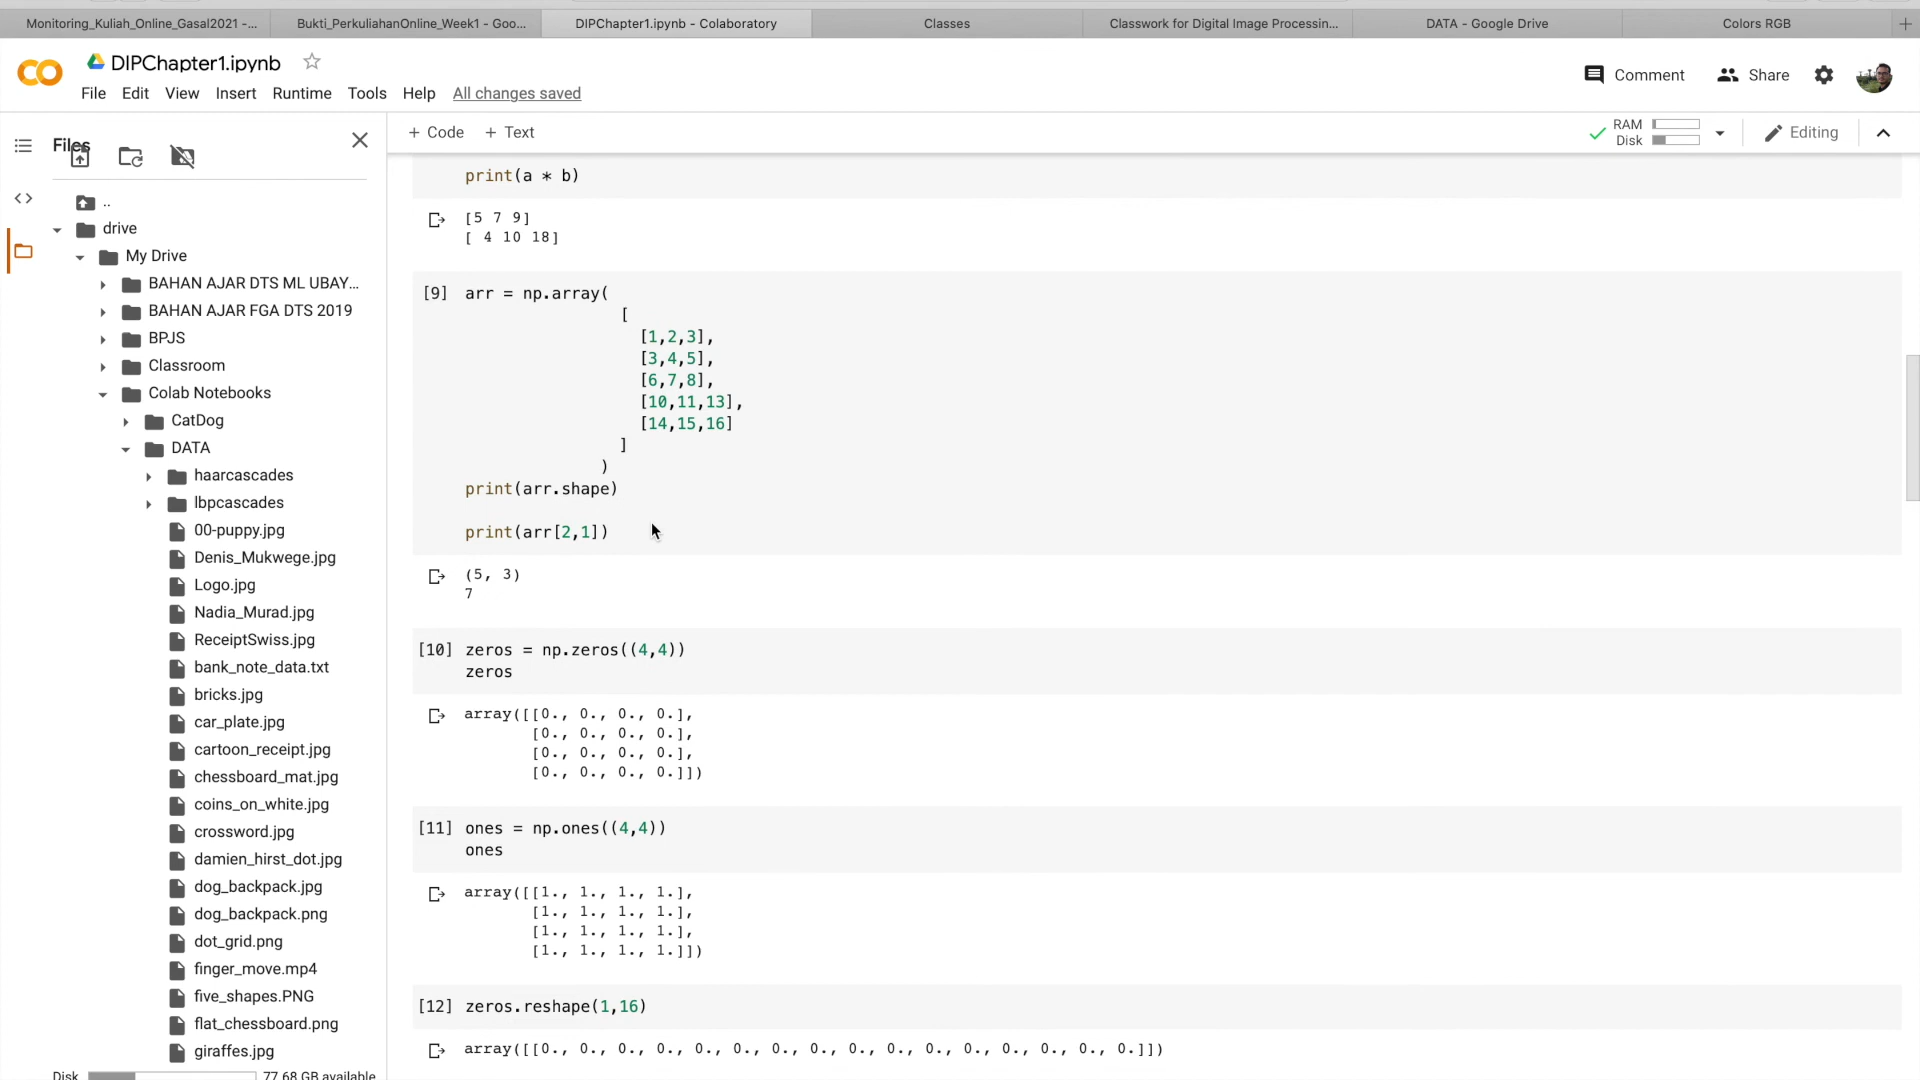 Monitoring_Kuliah_Online_Gasal2021 -...
Bukti_PerkuliahanOnline_Week1 - Goo...
DIPChapter1.ipynb - Colaboratory
Classes
Classwork for Digital Image Processin...
DATA - Google Drive
Colors RGB
DIPChapter1.ipynb
Comment
Share
File Edit View Insert Runtime Tools Help All changes saved
Files
+ Code + Text
RAM
Disk
Editing
..
drive
My Drive
BAHAN AJAR DTS ML UBAY...
BAHAN AJAR FGA DTS 2019
BPJS
Classroom
Colab Notebooks
CatDog
DATA
haarcascades
lbpcascades
00-puppy.jpg
Denis_Mukwege.jpg
Logo.jpg
Nadia_Murad.jpg
ReceiptSwiss.jpg
bank_note_data.txt
bricks.jpg
car_plate.jpg
cartoon_receipt.jpg
chessboard_mat.jpg
coins_on_white.jpg
crossword.jpg
damien_hirst_dot.jpg
dog_backpack.jpg
dog_backpack.png
dot_grid.png
finger_move.mp4
five_shapes.PNG
flat_chessboard.png
giraffes.jpg
Disk 77.68 GB available
print(a * b)
[5 7 9]
[ 4 10 18]
[9] arr = np.array(
[
[1,2,3],
[3,4,5],
[6,7,8],
[10,11,13],
[14,15,16]
]
)
print(arr.shape)
print(arr[2,1])
(5, 3)
7
[10] zeros = np.zeros((4,4))
zeros
array([[0., 0., 0., 0.],
[0., 0., 0., 0.],
[0., 0., 0., 0.],
[0., 0., 0., 0.]])
[11] ones = np.ones((4,4))
ones
array([[1., 1., 1., 1.],
[1., 1., 1., 1.],
[1., 1., 1., 1.],
[1., 1., 1., 1.]])
[12] zeros.reshape(1,16)
array([[0., 0., 0., 0., 0., 0., 0., 0., 0., 0., 0., 0., 0., 0., 0., 0.]])